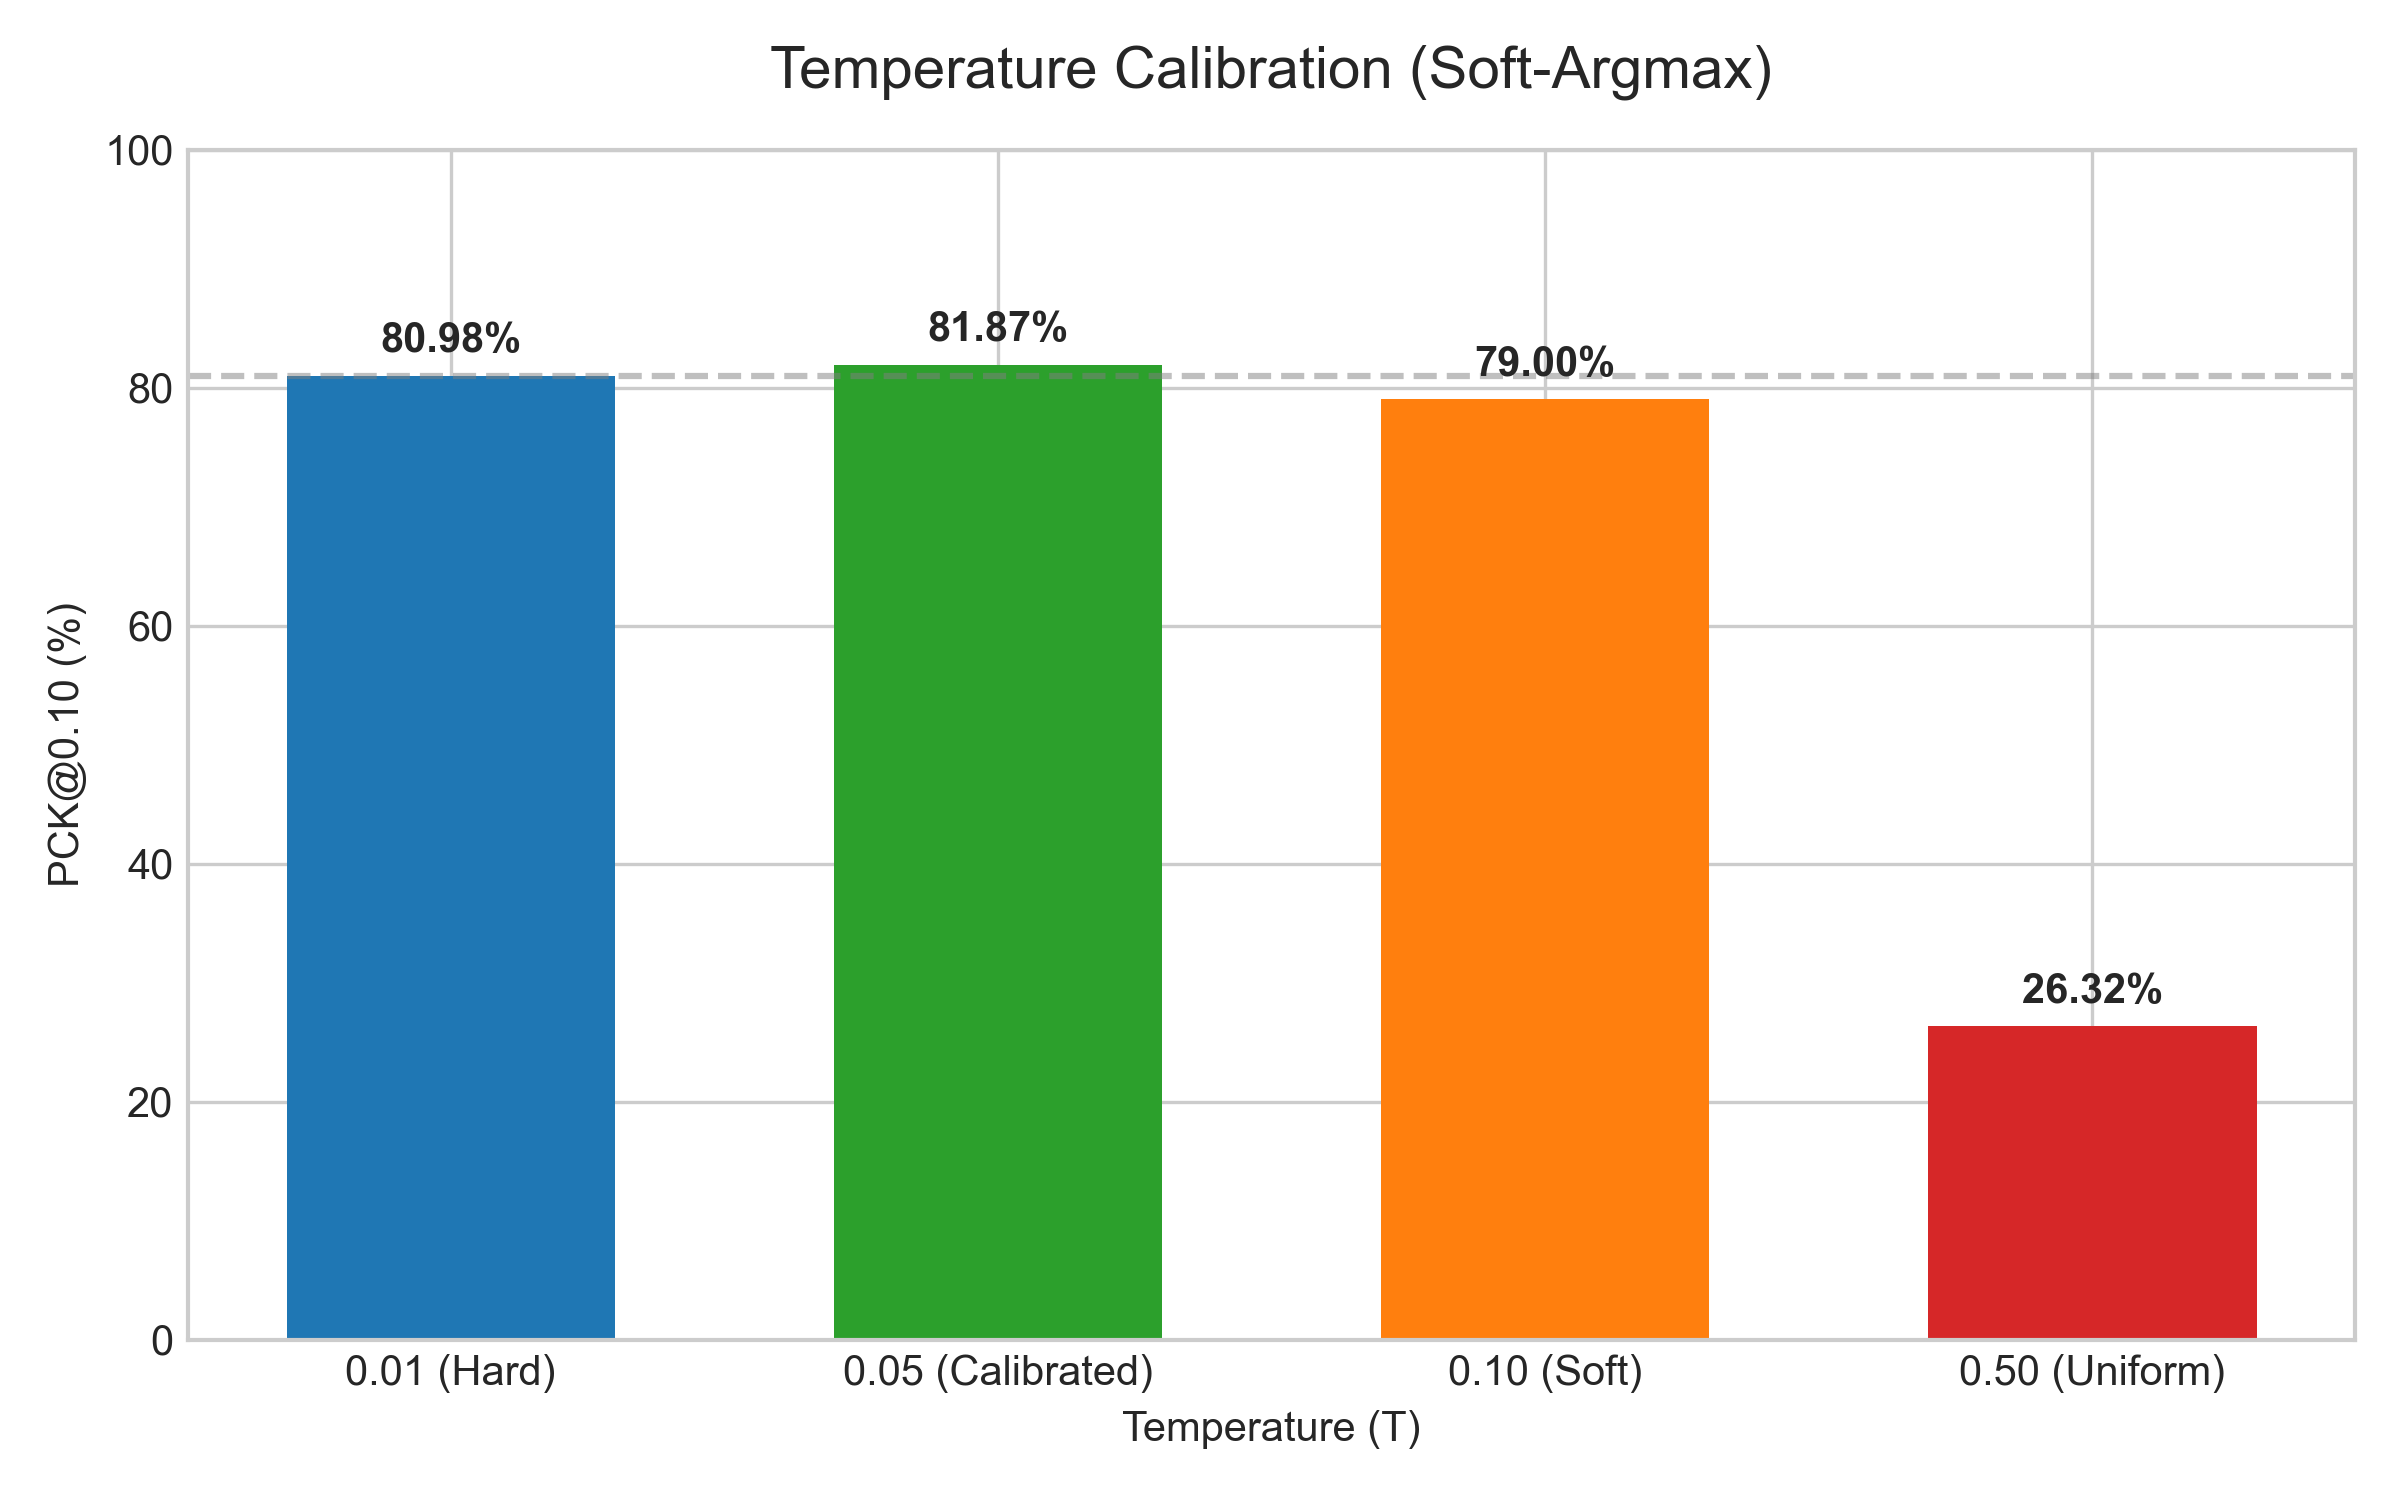 Temperature Calibration (Soft-Argmax)
100
80
60
40
20
0
PCK@0.10 (%)
80.98%
81.87%
79.00%
26.32%
0.01 (Hard)
0.05 (Calibrated)
0.10 (Soft)
0.50 (Uniform)
Temperature (T)